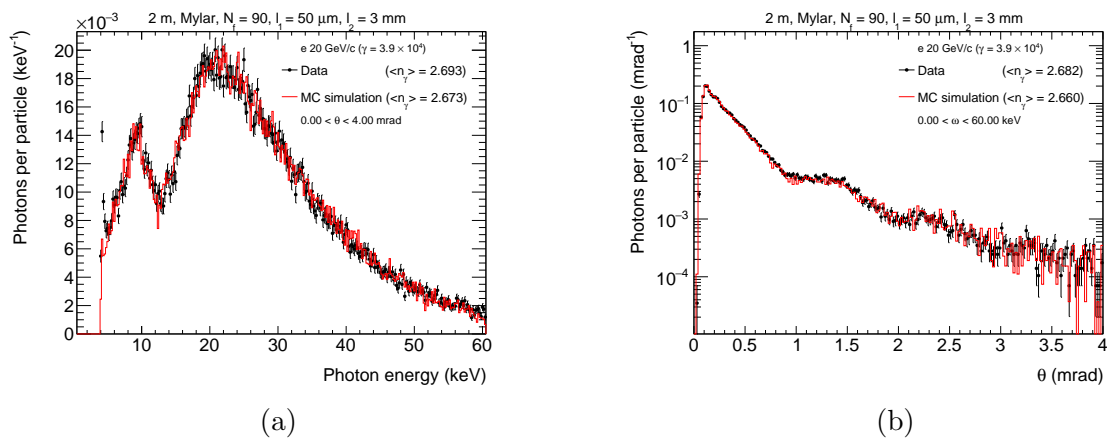 2 m, Mylar, N_f = 90, l_1 = 50 μm, l_2 = 3 mm
×10⁻³
Photons per particle (keV⁻¹)
20
18
16
14
12
10
8
6
4
2
0
e 20 GeV/c (γ = 3.9 × 10⁴)
Data (<n_γ> = 2.693)
MC simulation (<n_γ> = 2.673)
0.00 < θ < 4.00 mrad
10 20 30 40 50 60
Photon energy (keV)
(a)
2 m, Mylar, N_f = 90, l_1 = 50 μm, l_2 = 3 mm
Photons per particle (mrad⁻¹)
1
10⁻¹
10⁻²
10⁻³
10⁻⁴
e 20 GeV/c (γ = 3.9 × 10⁴)
Data (<n_γ> = 2.682)
MC simulation (<n_γ> = 2.660)
0.00 < ω < 60.00 keV
0 0.5 1 1.5 2 2.5 3 3.5 4
θ (mrad)
(b)